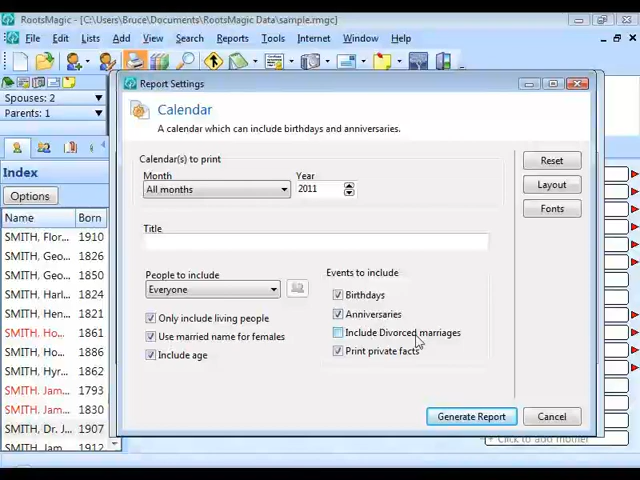 RootsMagic - [C:\Users\Bruce\Documents\RootsMagic Data\sample.rmgc]
File Edit Lists Add View Search Reports Tools Internet Window Help
Spouses: 2
Parents: 1
Index
Options
Name Born
SMITH, Flor... 1910
SMITH, Geo... 1826
SMITH, Geo... 1850
SMITH, Harl... 1824
SMITH, Hen... 1821
SMITH, Ho... 1861
SMITH, Ho... 1886
SMITH, Hyr... 1862
SMITH, Jam... 1793
SMITH, Jam... 1830
SMITH, Dr. J... 1907
SMITH, Jam... 1912
Report Settings
Calendar
A calendar which can include birthdays and anniversaries.
Calendar(s) to print
Month Year
All months 2011
Title
People to include
Everyone
Only include living people
Use married name for females
Include age
Events to include
Birthdays
Anniversaries
Include Divorced marriages
Print private facts
Reset
Layout
Fonts
Generate Report Cancel
+ Click to add mother